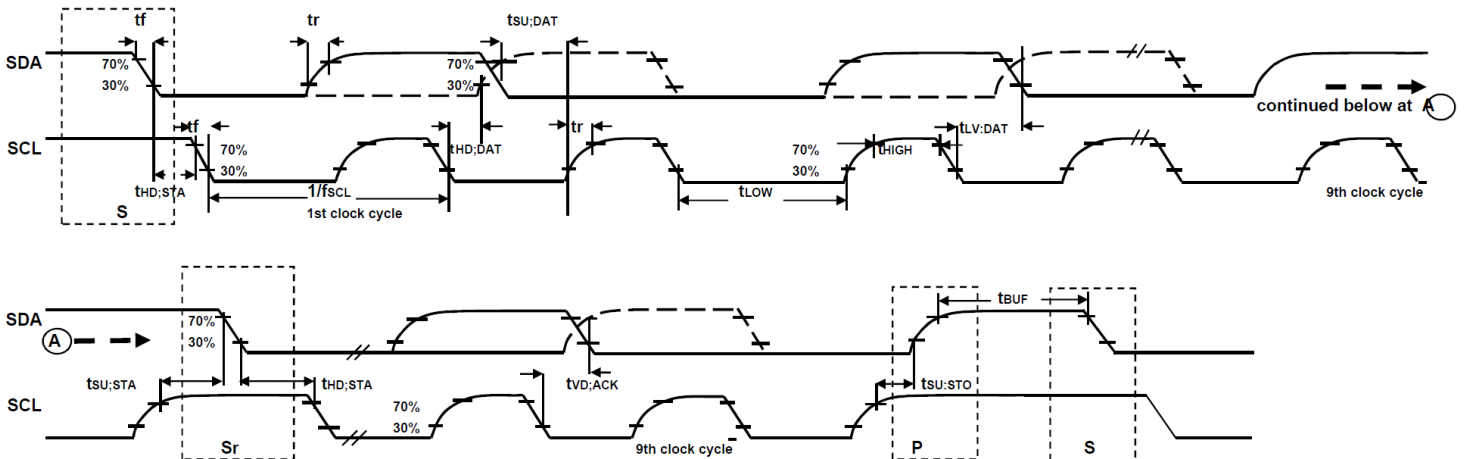 tf tr tSU;DAT
SDA 70% 70%
30% 30%
continued below at A
tf tHD;DAT tr tLV:DAT
SCL 70% 70% tHIGH
30% 30%
tHD;STA 1/fSCL tLOW
S 1st clock cycle 9th clock cycle
tBUF
SDA 70%
A 30%
tSU;STA tHD;STA tVD;ACK tSU:STO
SCL 70%
30%
Sr 9th clock cycle P S